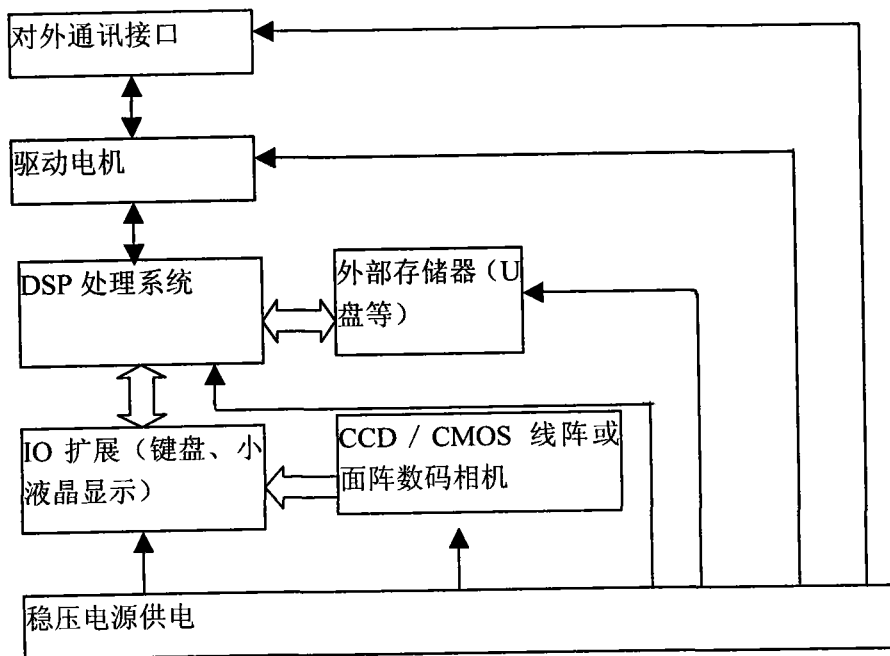 对外通讯接口
驱动电机
DSP 处理系统
外部存储器（U
盘等）
IO 扩展（键盘、小
液晶显示）
CCD / CMOS 线阵或
面阵数码相机
稳压电源供电